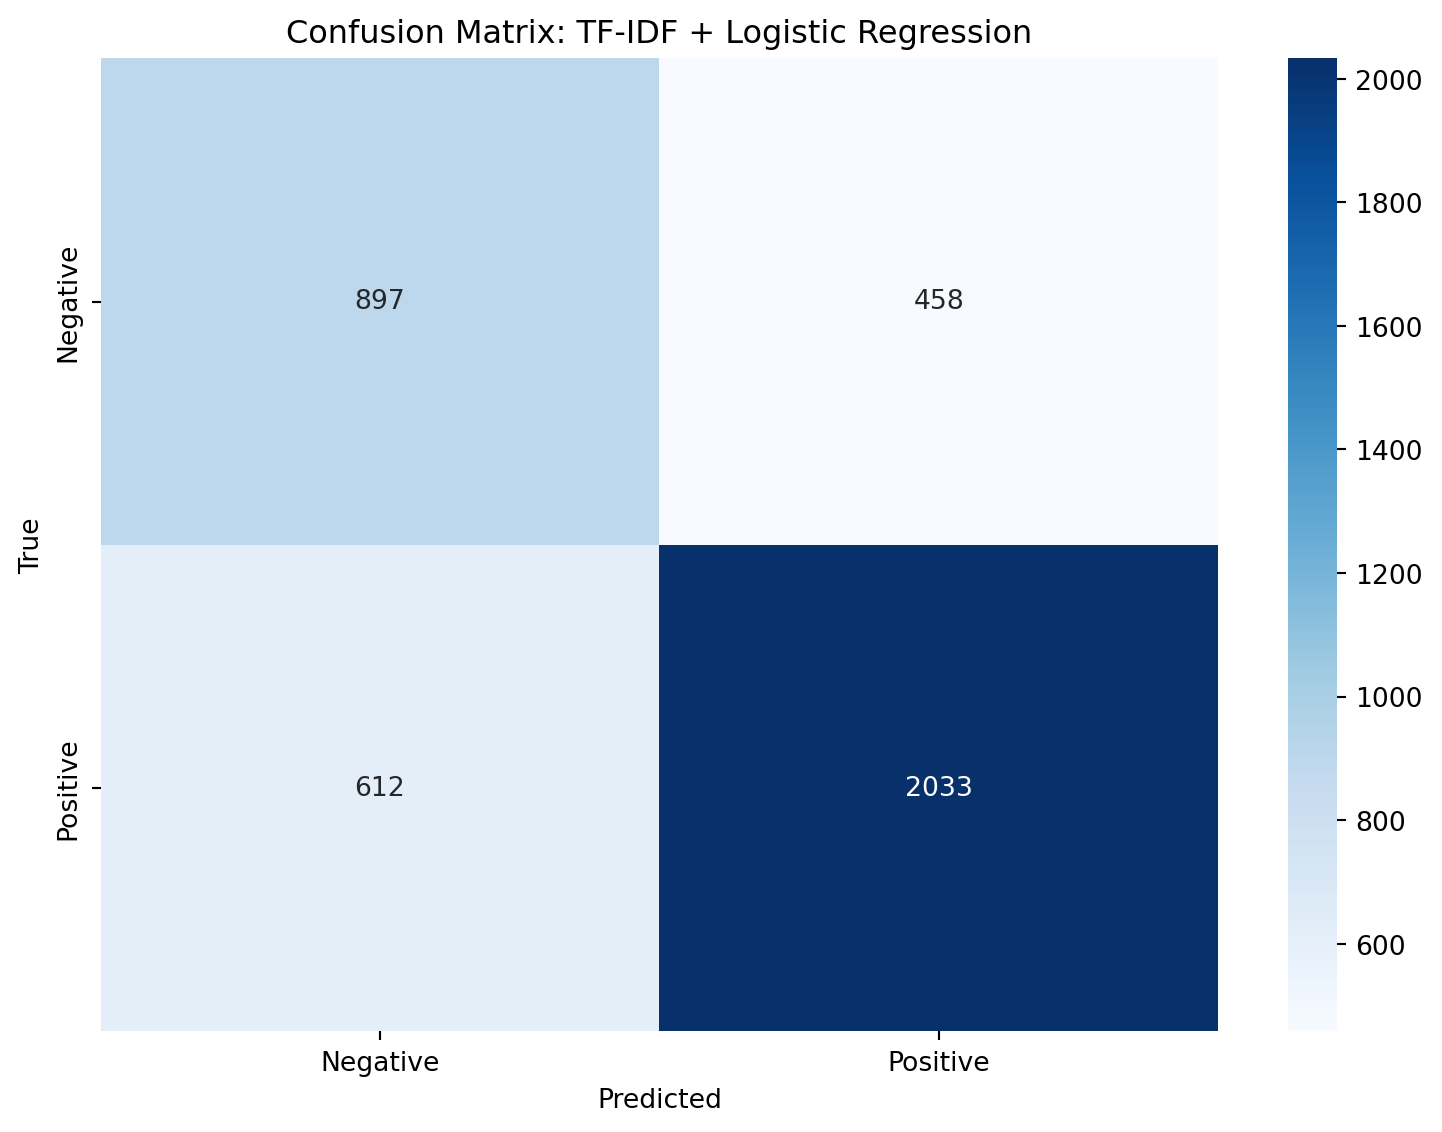 Confusion Matrix: TF-IDF + Logistic Regression
True
Negative
897
458
Positive
612
2033
Negative
Positive
Predicted
2000
1800
1600
1400
1200
1000
800
600